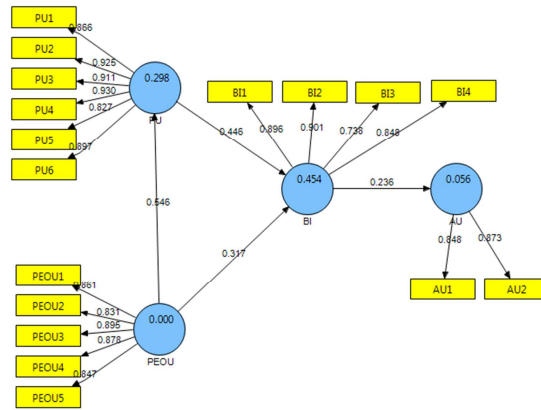 PU1
0.866
PU2
0.925
PU3
0.911
PU4
0.930
PU5
0.827
PU6
0.897
0.298
PU
BI1
BI2
BI3
BI4
0.896
0.901
0.738
0.848
0.446
0.454
BI
0.236
0.056
AU
0.848
0.873
AU1
AU2
0.546
0.317
PEOU1
0.861
PEOU2
0.831
PEOU3
0.895
PEOU4
0.878
PEOU5
0.847
0.000
PEOU